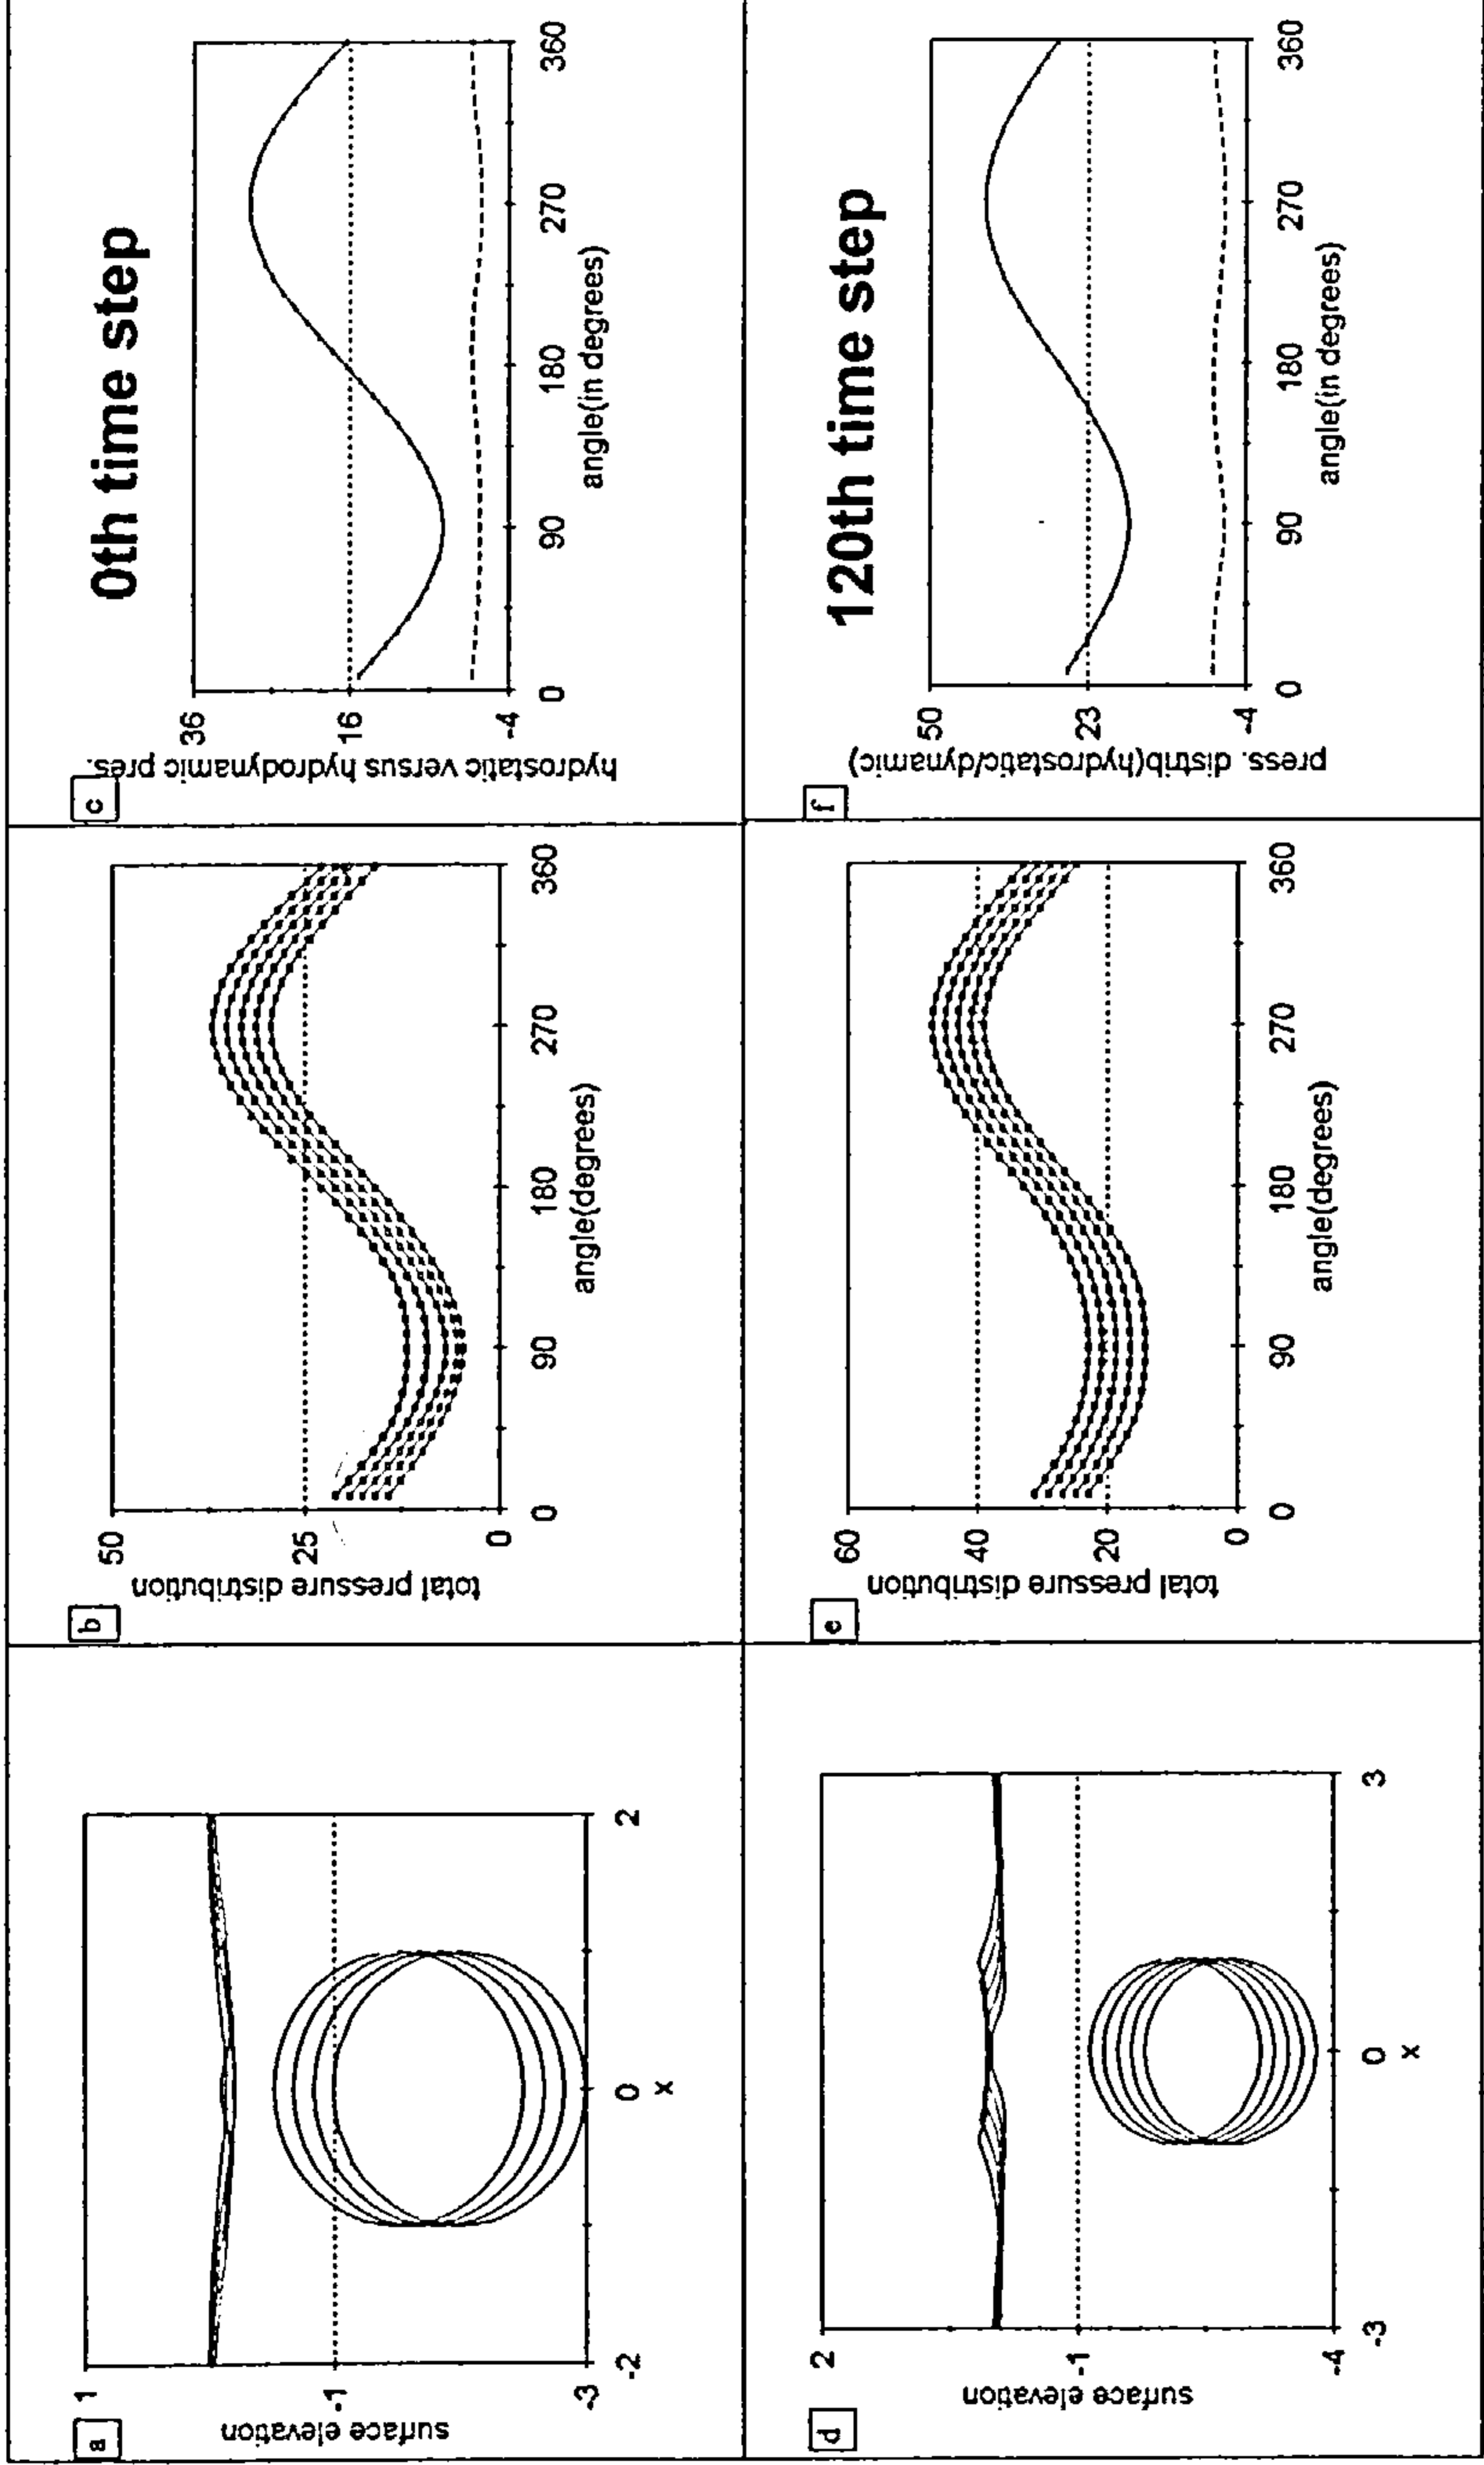 a
surface elevation
1
-1
-3
-2
0
2
x
b
total pressure distribution
50
25
0
0
90
180
270
360
angle(degrees)
c
0th time step
hydrostatic versus hydrodynamic pres.
36
16
-4
0
90
180
270
360
angle(in degrees)
d
surface elevation
2
-1
-4
-3
0
3
x
e
total pressure distribution
60
40
20
0
0
90
180
270
360
angle(degrees)
f
120th time step
press. distrib(hydrostatic/dynamic)
50
23
-4
0
90
180
270
360
angle(in degrees)